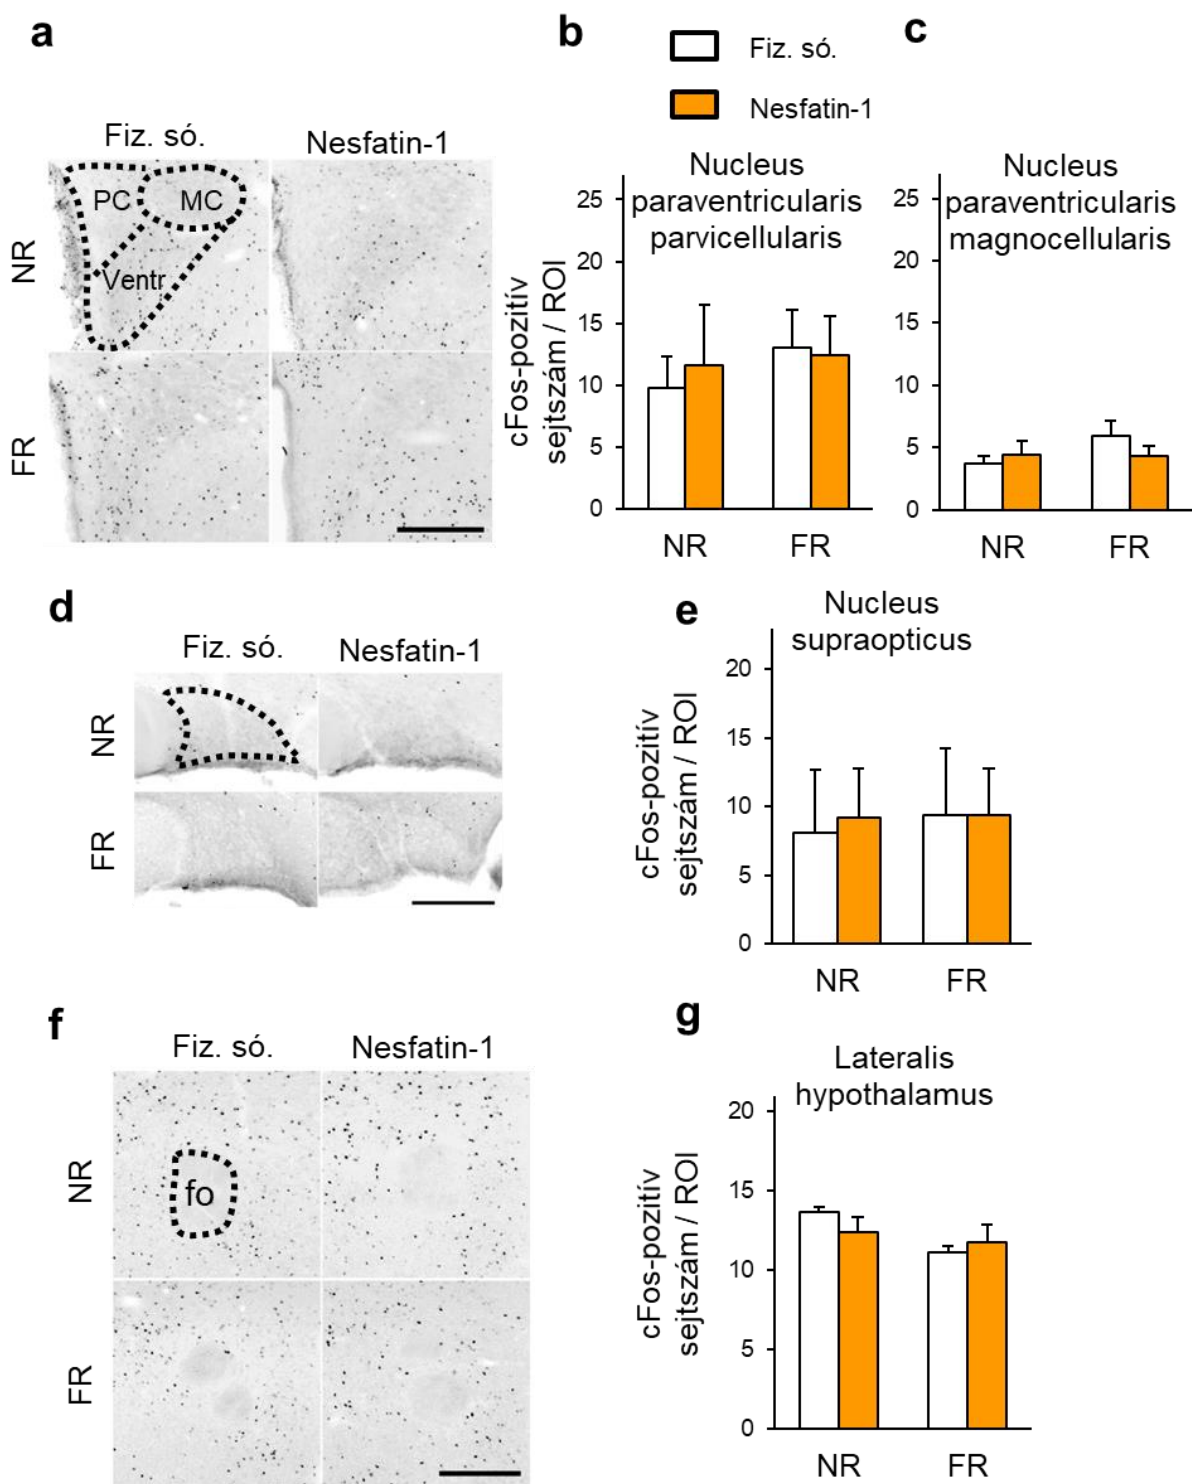 a
Fiz. só.
Nesfatin-1
NR
PC
MC
Ventr
FR
b
Fiz. só.
Nesfatin-1
c
Nucleus
paraventricularis
parvicellularis
cFos-pozitív
sejtszám / ROI
25
20
15
10
5
0
NR
FR
Nucleus
paraventricularis
magnocellularis
25
20
15
10
5
0
NR
FR
d
Fiz. só.
Nesfatin-1
NR
FR
e
Nucleus
supraopticus
cFos-pozitív
sejtszám / ROI
20
15
10
5
0
NR
FR
f
Fiz. só.
Nesfatin-1
NR
fo
FR
g
Lateralis
hypothalamus
cFos-pozitív
sejtszám / ROI
20
15
10
5
0
NR
FR